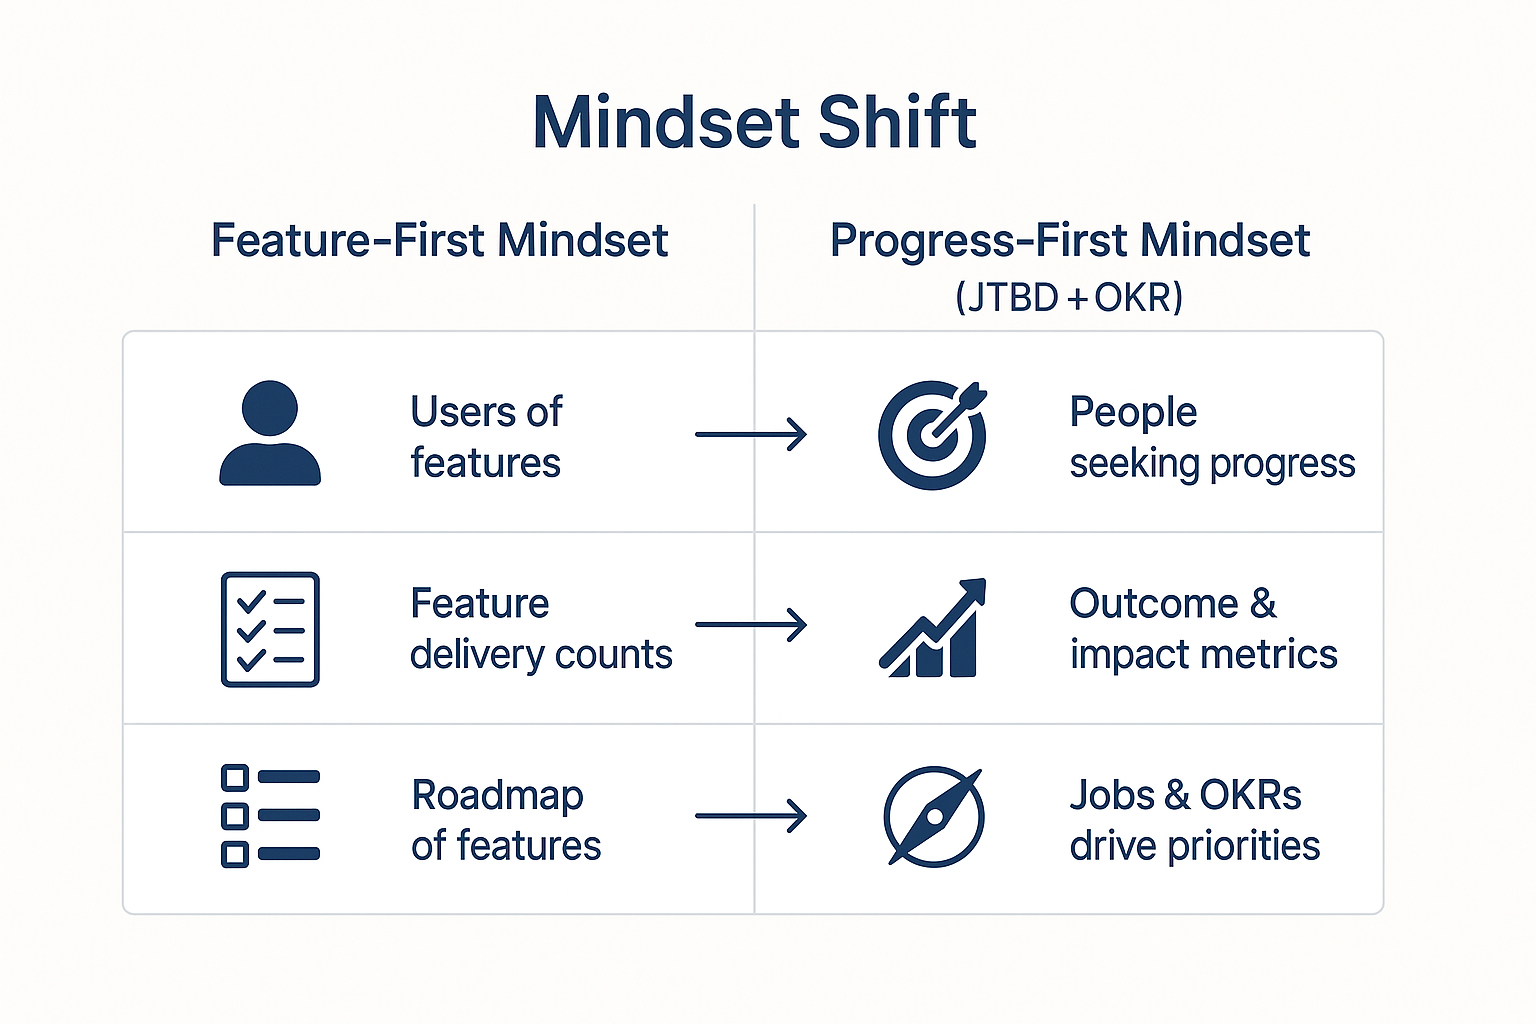 Mindset Shift
Feature-First Mindset
Progress-First Mindset
(JTBD + OKR)
Users of
features
People
seeking progress
Feature
delivery counts
Outcome &
impact metrics
Roadmap
of features
Jobs & OKRs
drive priorities